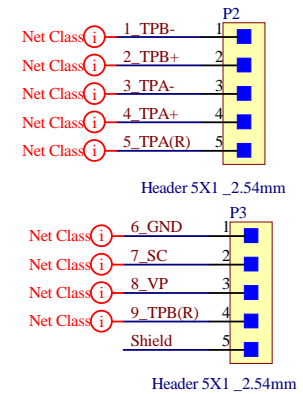 P2
Net Class i 1_TPB- 1
Net Class i 2_TPB+ 2
Net Class i 3_TPA- 3
Net Class i 4_TPA+ 4
Net Class i 5_TPA(R) 5
Header 5X1 _2.54mm
P3
Net Class i 6_GND 1
Net Class i 7_SC 2
Net Class i 8_VP 3
Net Class i 9_TPB(R) 4
Shield 5
Header 5X1 _2.54mm